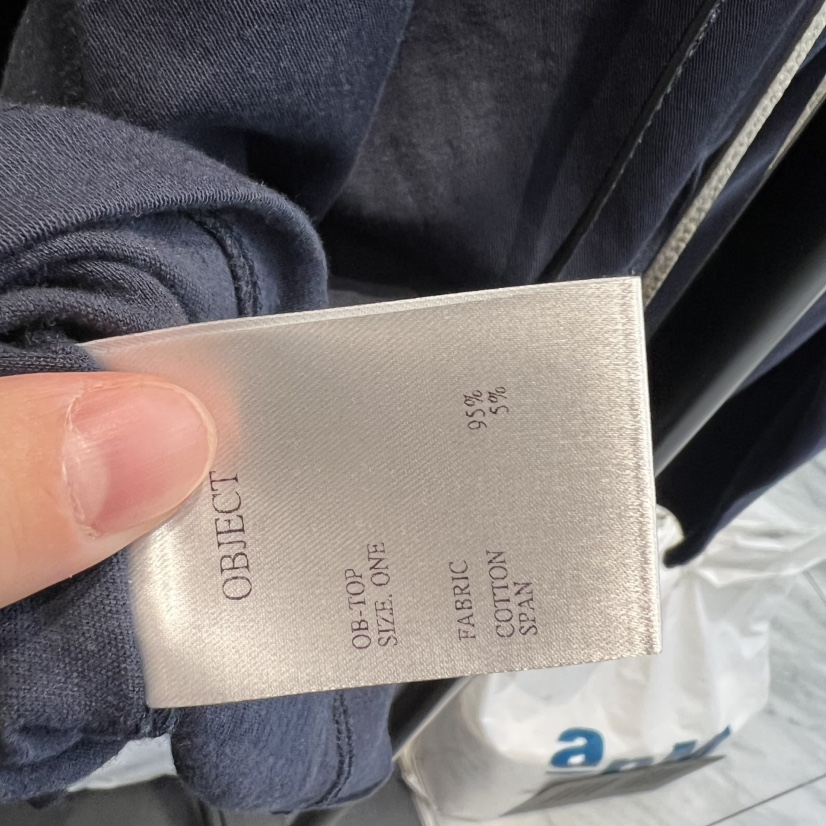 OBJECT
OB-TOP
SIZE. ONE
FABRIC
COTTON 95%
SPAN 5%
a